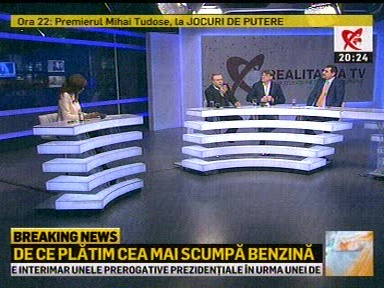 Ora 22: Premierul Mihai Tudose, la JOCURI DE PUTERE
20:24
REALITATEA TV
BREAKING NEWS
DE CE PLĂTIM CEA MAI SCUMPĂ BENZINĂ
E INTERIMAR UNELE PREROGATIVE PREZIDENŢIALE ÎN URMA UNEI DE